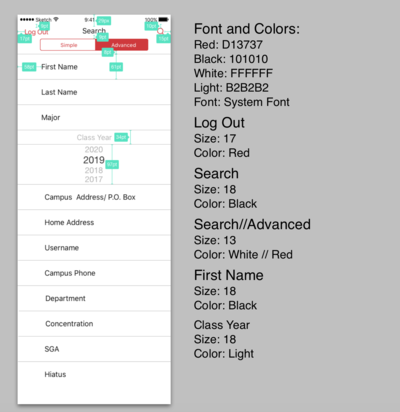 Sketch 9:41 100%
Log Out Search
Simple Advanced
First Name
Last Name
Major
Class Year
2020
2019
2018
2017
Campus Address/ P.O. Box
Home Address
Username
Campus Phone
Department
Concentration
SGA
Hiatus
Font and Colors:
Red: D13737
Black: 101010
White: FFFFFF
Light: B2B2B2
Font: System Font
Log Out
Size: 17
Color: Red
Search
Size: 18
Color: Black
Search//Advanced
Size: 13
Color: White // Red
First Name
Size: 18
Color: Black
Class Year
Size: 18
Color: Light